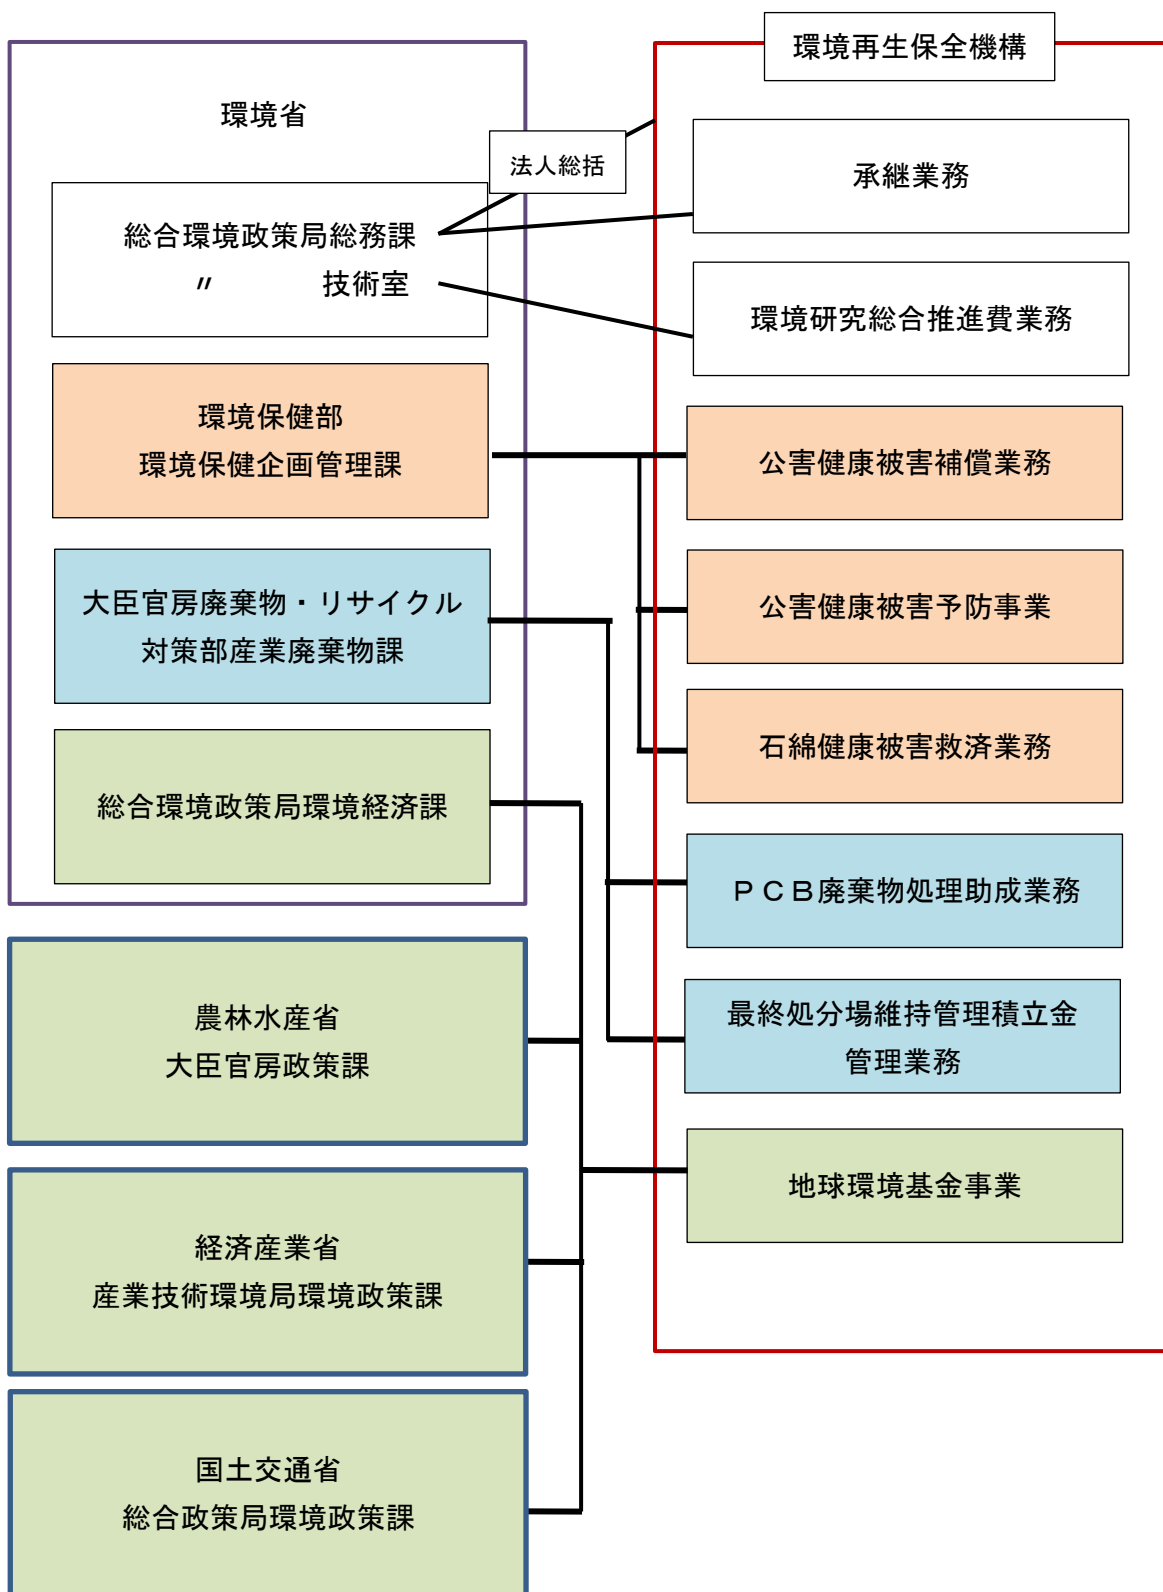 環境省
総合環境政策局総務課
〃 技術室
環境保健部
環境保健企画管理課
大臣官房廃棄物・リサイクル
対策部産業廃棄物課
総合環境政策局環境経済課
農林水産省
大臣官房政策課
経済産業省
産業技術環境局環境政策課
国土交通省
総合政策局環境政策課
法人総括
環境再生保全機構
承継業務
環境研究総合推進費業務
公害健康被害補償業務
公害健康被害予防事業
石綿健康被害救済業務
ＰＣＢ廃棄物処理助成業務
最終処分場維持管理積立金
管理業務
地球環境基金事業